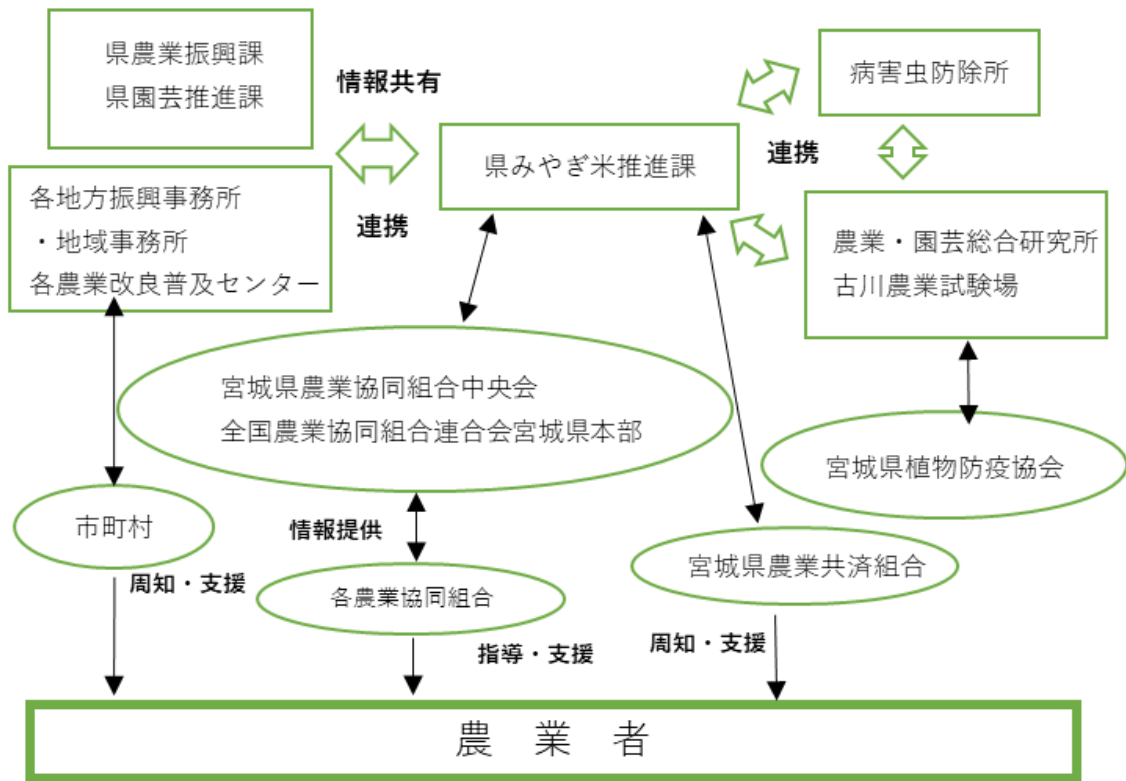 県農業振興課
県園芸推進課
情報共有
病害虫防除所
県みやぎ米推進課
連携
各地方振興事務所
・地域事務所
各農業改良普及センター
連携
農業・園芸総合研究所
古川農業試験場
宮城県農業協同組合中央会
全国農業協同組合連合会宮城県本部
宮城県植物防疫協会
市町村
情報提供
宮城県農業共済組合
周知・支援
各農業協同組合
指導・支援
周知・支援
農 業 者